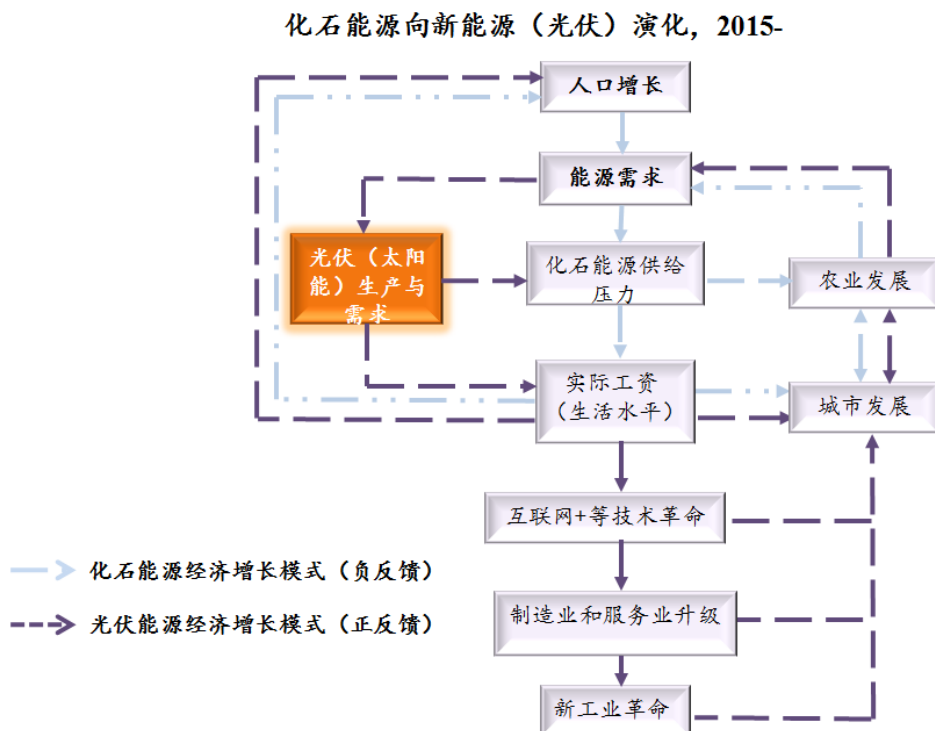 化石能源向新能源（光伏）演化，2015-
人口增长
能源需求
光伏（太阳
能）生产与
需求
化石能源供给
压力
农业发展
实际工资
（生活水平）
城市发展
互联网+等技术革命
化石能源经济增长模式（负反馈）
制造业和服务业升级
光伏能源经济增长模式（正反馈）
新工业革命